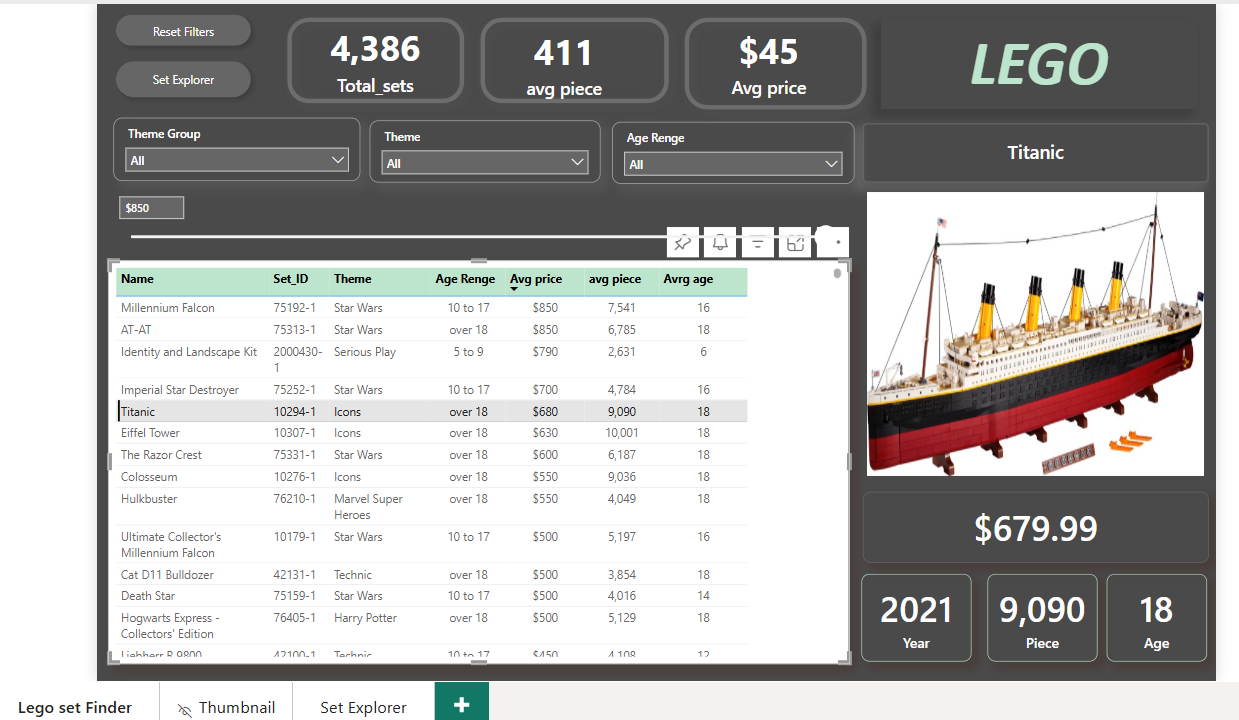 Reset Filters
Set Explorer
4,386
Total_sets
411
avg piece
$45
Avg price
LEGO
Theme Group
All
Theme
All
Age Renge
All
Titanic
$850
Name Set_ID Theme Age Renge Avg price avg piece Avrg age
Millennium Falcon 75192-1 Star Wars 10 to 17 $850 7,541 16
AT-AT 75313-1 Star Wars over 18 $850 6,785 18
Identity and Landscape Kit 2000430- Serious Play 5 to 9 $790 2,631 6
1
Imperial Star Destroyer 75252-1 Star Wars 10 to 17 $700 4,784 16
Titanic 10294-1 Icons over 18 $680 9,090 18
Eiffel Tower 10307-1 Icons over 18 $630 10,001 18
The Razor Crest 75331-1 Star Wars over 18 $600 6,187 18
Colosseum 10276-1 Icons over 18 $550 9,036 18
Hulkbuster 76210-1 Marvel Super over 18 $550 4,049 18
Heroes
Ultimate Collector's 10179-1 Star Wars 10 to 17 $500 5,197 16
Millennium Falcon
Cat D11 Bulldozer 42131-1 Technic over 18 $500 3,854 18
Death Star 75159-1 Star Wars 10 to 17 $500 4,016 14
Hogwarts Express - 76405-1 Harry Potter over 18 $500 5,129 18
Collectors' Edition
Liebherr R 9800 42100-1 Technic 10 to 17 $450 4,108 12
$679.99
2021
Year
9,090
Piece
18
Age
Lego set Finder
Thumbnail
Set Explorer